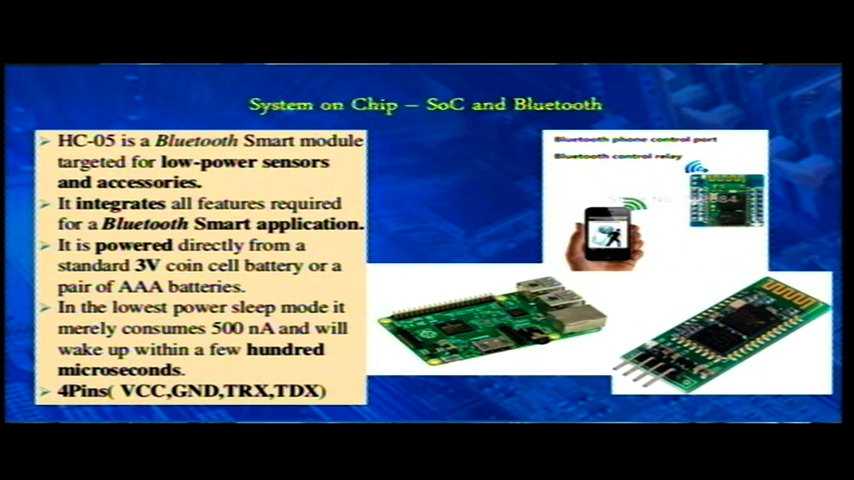 System on Chip – SoC and Bluetooth
HC-05 is a Bluetooth Smart module
targeted for low-power sensors
and accessories.
It integrates all features required
for a Bluetooth Smart application.
It is powered directly from a
standard 3V coin cell battery or a
pair of AAA batteries.
In the lowest power sleep mode it
merely consumes 500 nA and will
wake up within a few hundred
microseconds.
4Pins( VCC,GND,TRX,TDX)
Bluetooth phone control port
Bluetooth control relay